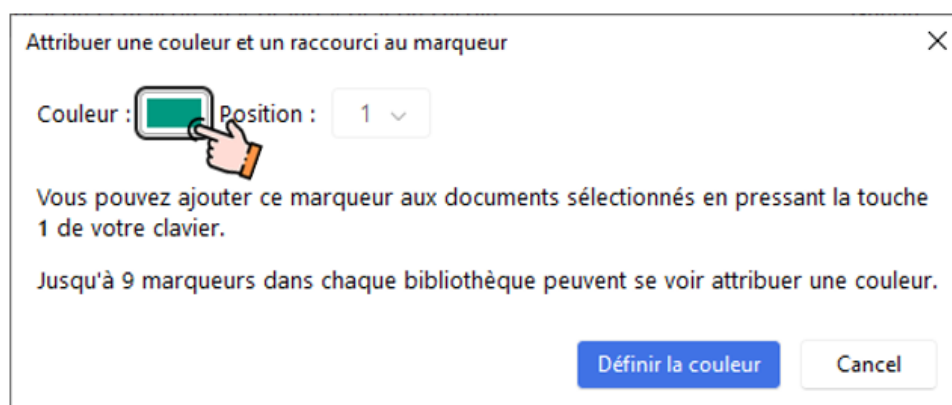 Attribuer une couleur et un raccourci au marqueur
Couleur : Position : 1
Vous pouvez ajouter ce marqueur aux documents sélectionnés en pressant la touche
1 de votre clavier.
Jusqu'à 9 marqueurs dans chaque bibliothèque peuvent se voir attribuer une couleur.
Définir la couleur Cancel